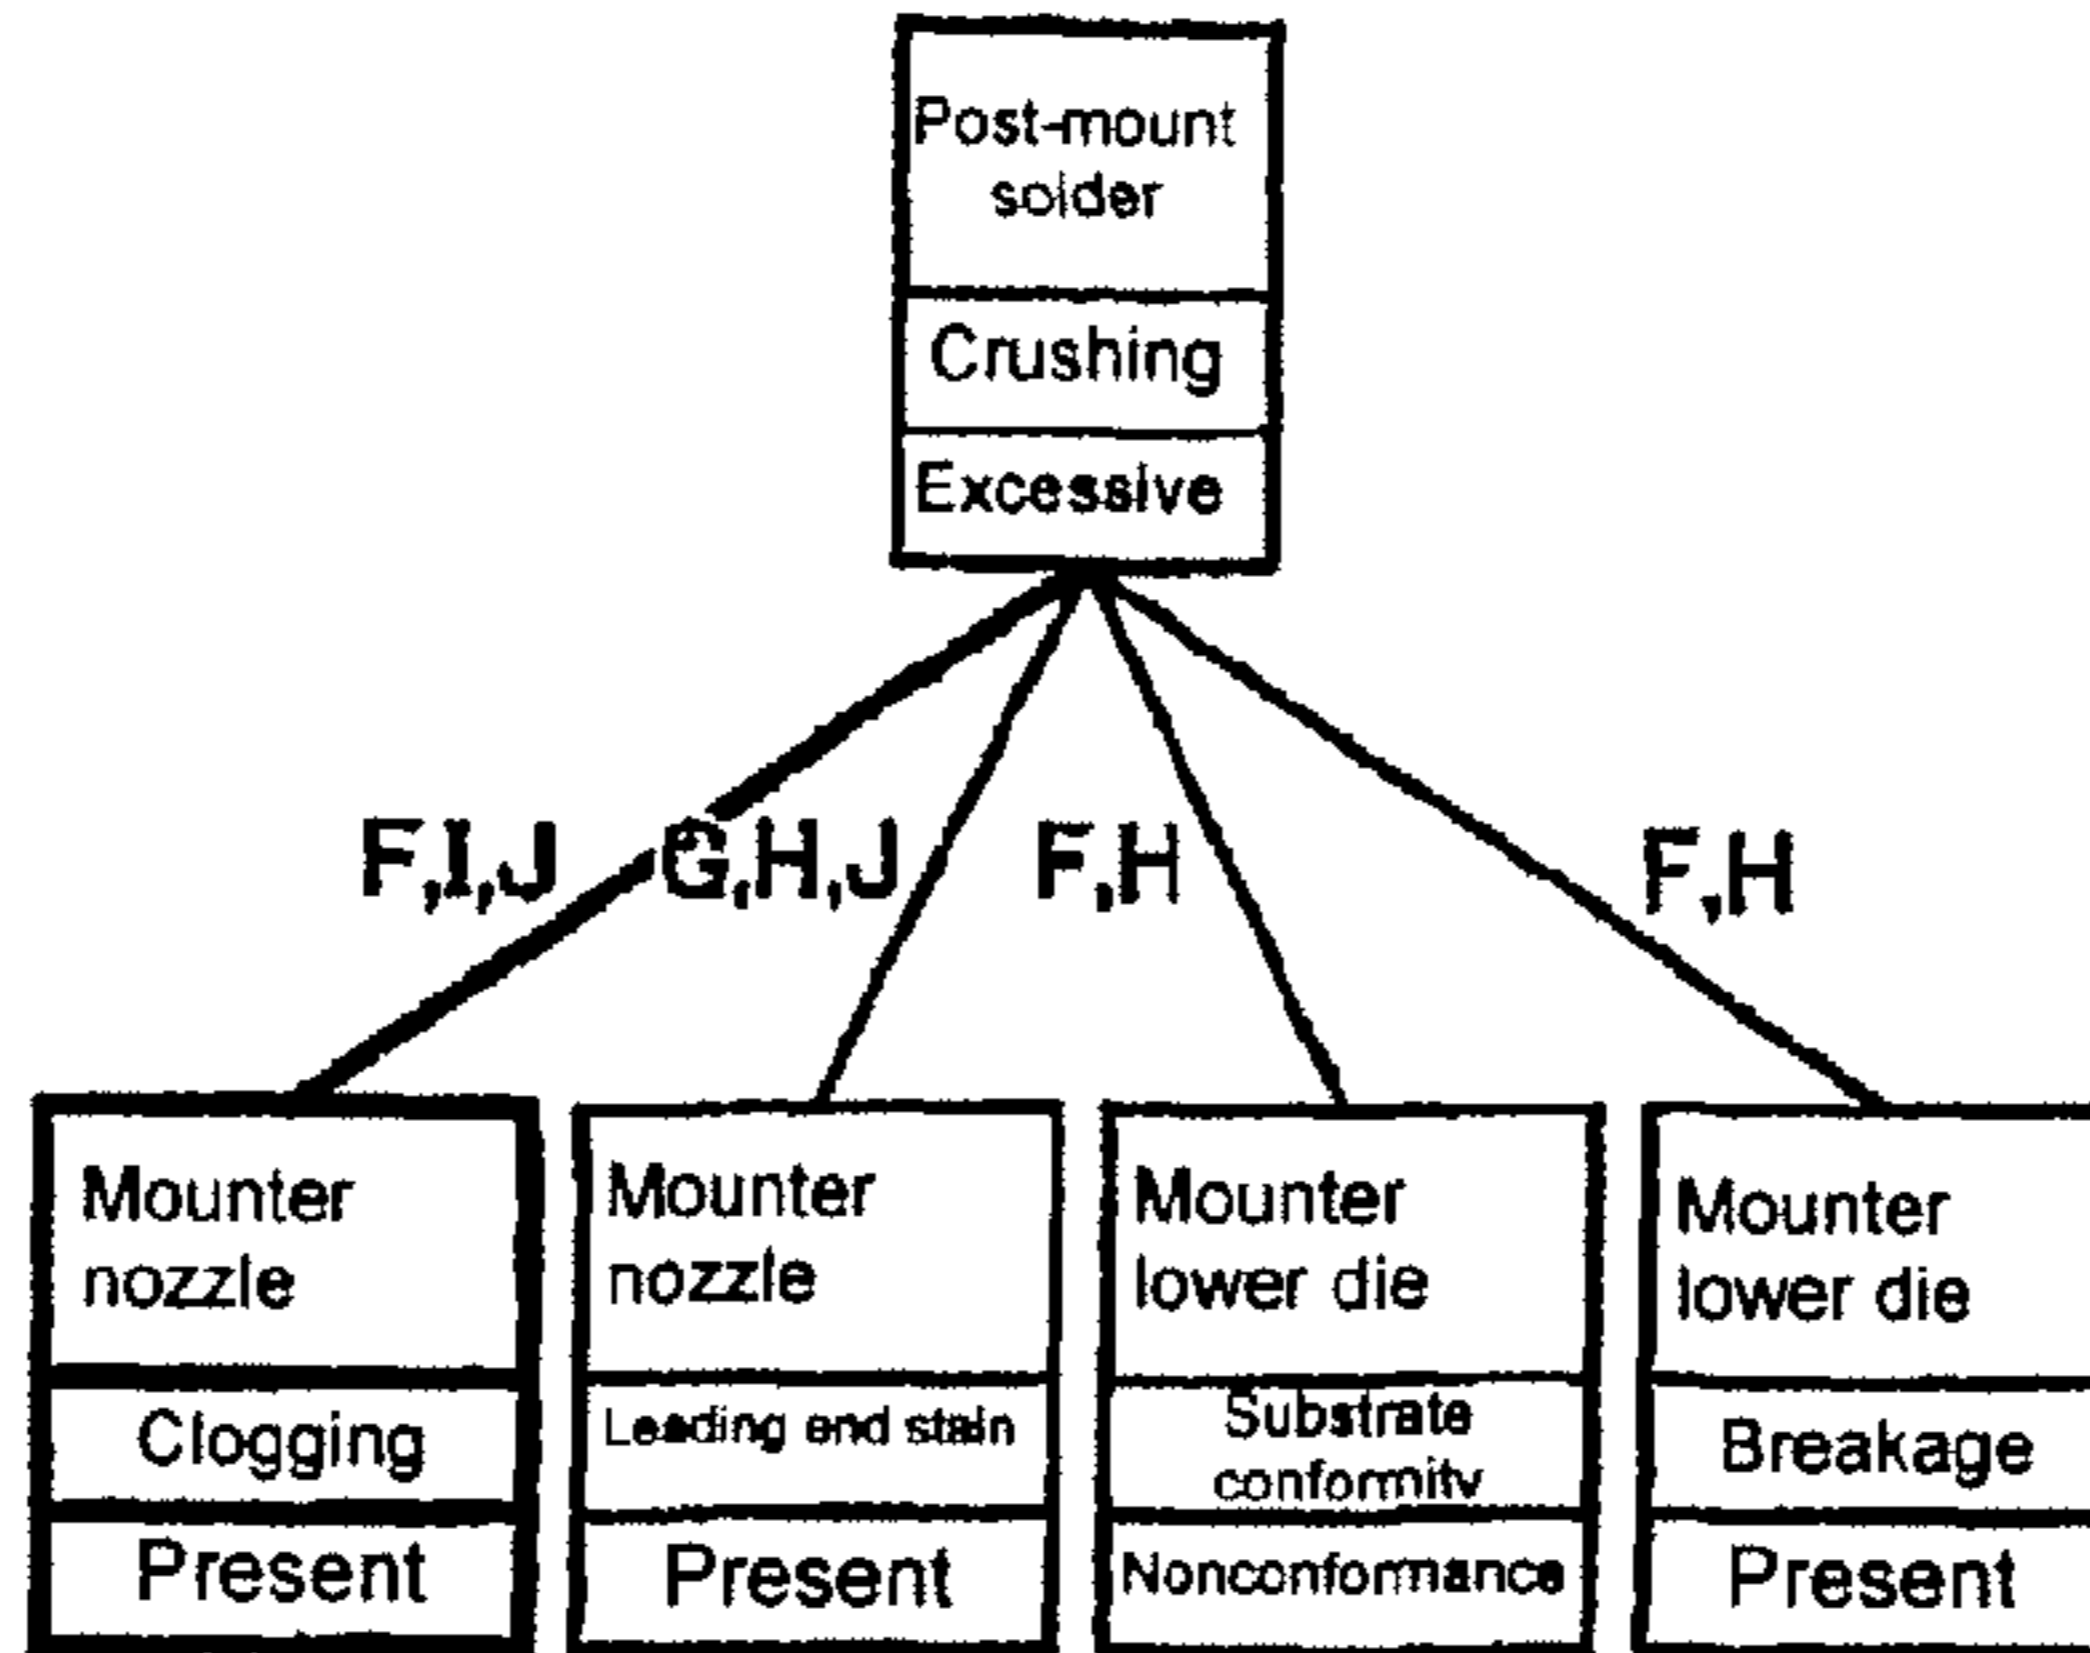 Post-mount
solder
Crushing
Excessive
F,I,J
G,H,J
F,H
F,H
Mounter
nozzle
Clogging
Present
Mounter
nozzle
Leading end stain
Present
Mounter
lower die
Substrate
conformity
Nonconformance
Mounter
lower die
Breakage
Present